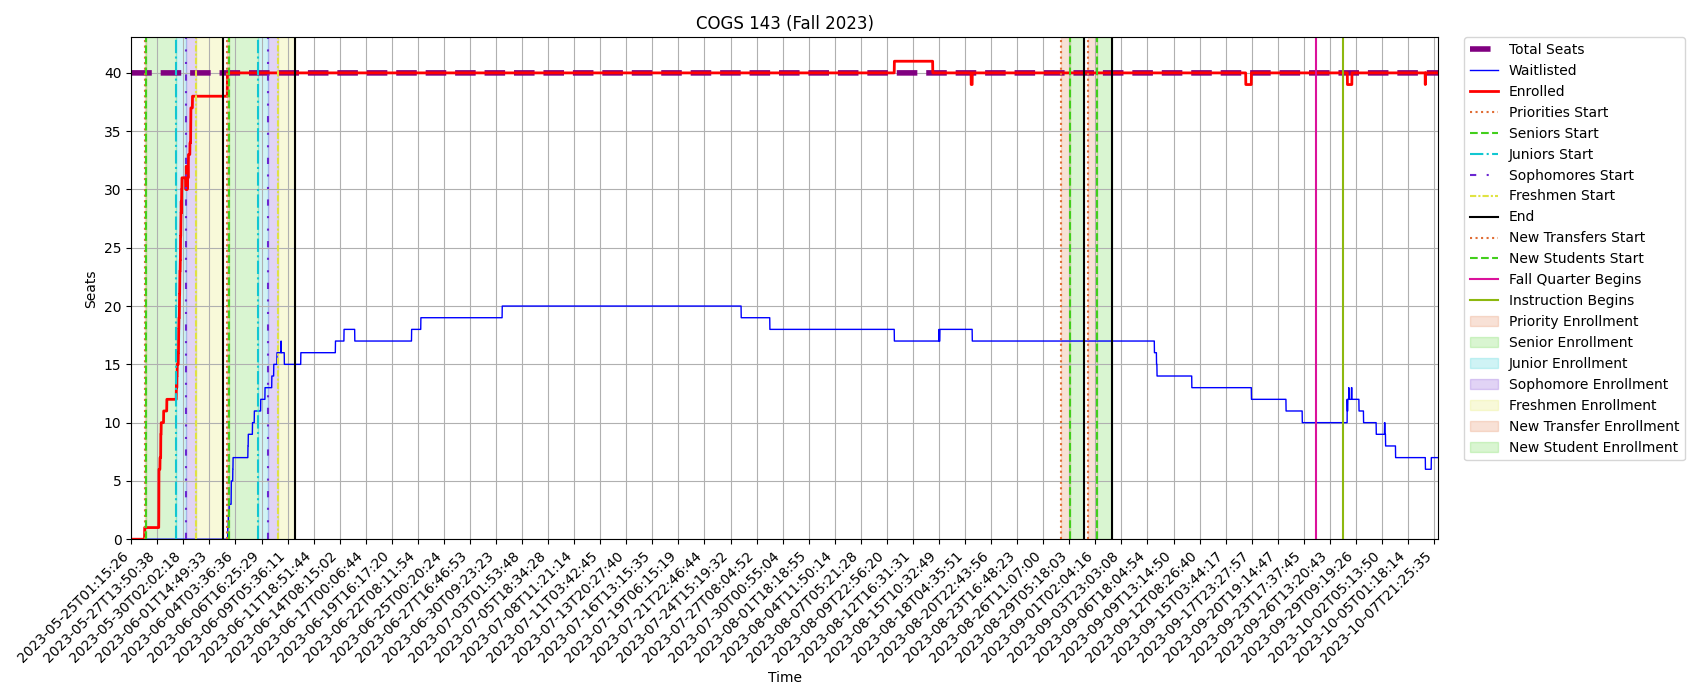 COGS 143 (Fall 2023)
Seats
40
35
30
25
20
15
10
5
0
2023-05-25T01:15:26
2023-05-27T13:50:38
2023-05-30T02:02:18
2023-06-01T14:49:33
2023-06-04T03:36:36
2023-06-06T16:25:29
2023-06-09T05:36:11
2023-06-11T18:51:44
2023-06-14T08:15:02
2023-06-17T00:06:44
2023-06-19T16:17:20
2023-06-22T08:11:54
2023-06-25T00:20:24
2023-06-27T16:46:53
2023-06-30T09:23:23
2023-07-03T01:53:48
2023-07-05T18:34:28
2023-07-08T11:21:14
2023-07-11T03:42:45
2023-07-13T20:27:40
2023-07-16T13:15:35
2023-07-19T06:15:19
2023-07-21T22:46:44
2023-07-24T15:19:32
2023-07-27T08:04:52
2023-07-30T00:55:04
2023-08-01T18:18:55
2023-08-04T11:50:14
2023-08-07T05:21:28
2023-08-09T22:56:20
2023-08-12T16:31:31
2023-08-15T10:32:49
2023-08-18T04:35:51
2023-08-20T22:43:56
2023-08-23T16:48:23
2023-08-26T11:07:00
2023-08-29T05:18:03
2023-09-01T02:04:16
2023-09-03T23:03:08
2023-09-06T18:04:54
2023-09-09T13:14:50
2023-09-12T08:26:40
2023-09-15T03:44:17
2023-09-17T23:27:57
2023-09-20T19:14:47
2023-09-23T17:37:45
2023-09-26T13:20:43
2023-09-29T09:19:26
2023-10-02T05:13:50
2023-10-05T01:18:14
2023-10-07T21:25:35
Time
Total Seats
Waitlisted
Enrolled
Priorities Start
Seniors Start
Juniors Start
Sophomores Start
Freshmen Start
End
New Transfers Start
New Students Start
Fall Quarter Begins
Instruction Begins
Priority Enrollment
Senior Enrollment
Junior Enrollment
Sophomore Enrollment
Freshmen Enrollment
New Transfer Enrollment
New Student Enrollment